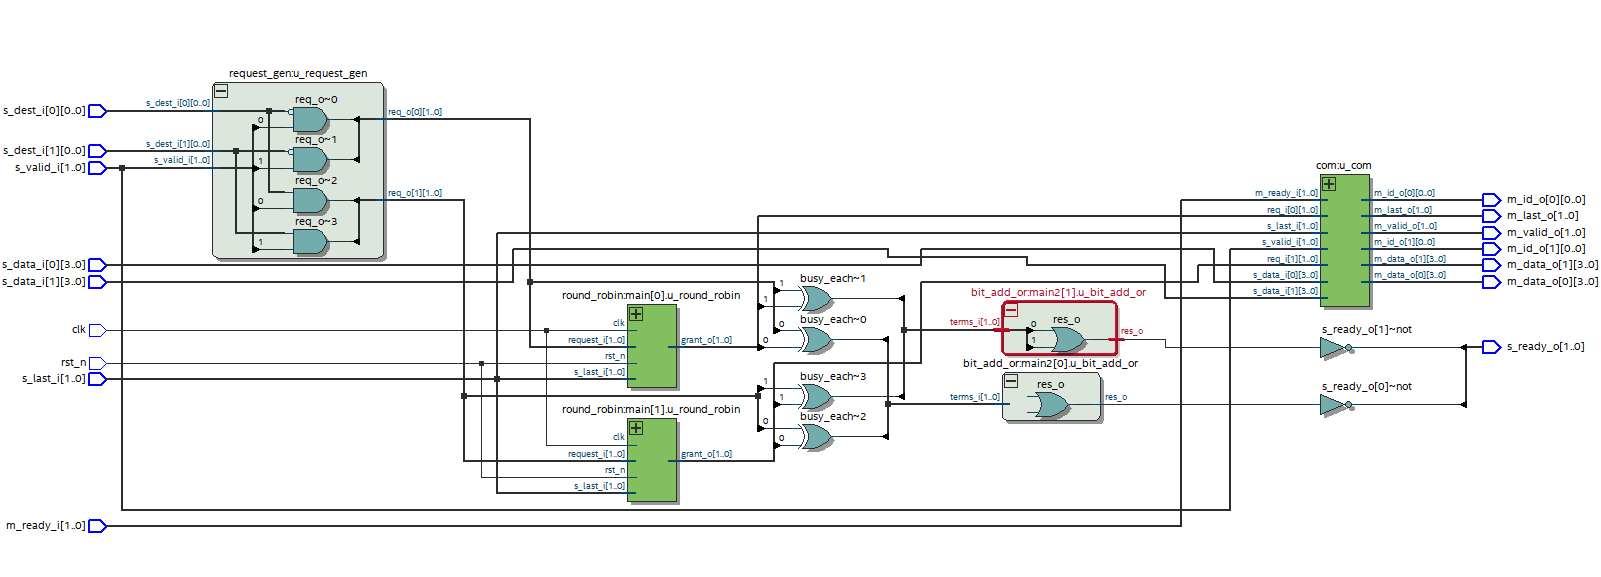 request_gen:u_request_gen
s_dest_i[0][0..0]
s_dest_i[0][0..0]
req_o~0
0
req_o[0][1..0]
s_dest_i[1][0..0]
s_dest_i[1][0..0]
req_o~1
s_valid_i[1..0]
s_valid_i[1..0]
1
req_o~2
0
req_o[1][1..0]
req_o~3
1
s_data_i[0][3..0]
s_data_i[1][3..0]
clk
rst_n
s_last_i[1..0]
m_ready_i[1..0]
round_robin:main[0].u_round_robin
clk
request_i[1..0]
rst_n
s_last_i[1..0]
grant_o[1..0]
round_robin:main[1].u_round_robin
clk
request_i[1..0]
rst_n
s_last_i[1..0]
grant_o[1..0]
busy_each~1
1
1
busy_each~0
0
0
busy_each~3
1
1
busy_each~2
0
0
bit_add_or:main2[1].u_bit_add_or
terms_i[1..0]
0
1
res_o
res_o
bit_add_or:main2[0].u_bit_add_or
terms_i[1..0]
res_o
res_o
com:u_com
m_ready_i[1..0]
req_i[0][1..0]
s_last_i[1..0]
s_valid_i[1..0]
req_i[1][1..0]
s_data_i[0][3..0]
s_data_i[1][3..0]
m_id_o[0][0..0]
m_last_o[1..0]
m_valid_o[1..0]
m_id_o[1][0..0]
m_data_o[1][3..0]
m_data_o[0][3..0]
s_ready_o[1]~not
s_ready_o[0]~not
m_id_o[0][0..0]
m_last_o[1..0]
m_valid_o[1..0]
m_id_o[1][0..0]
m_data_o[1][3..0]
m_data_o[0][3..0]
s_ready_o[1..0]